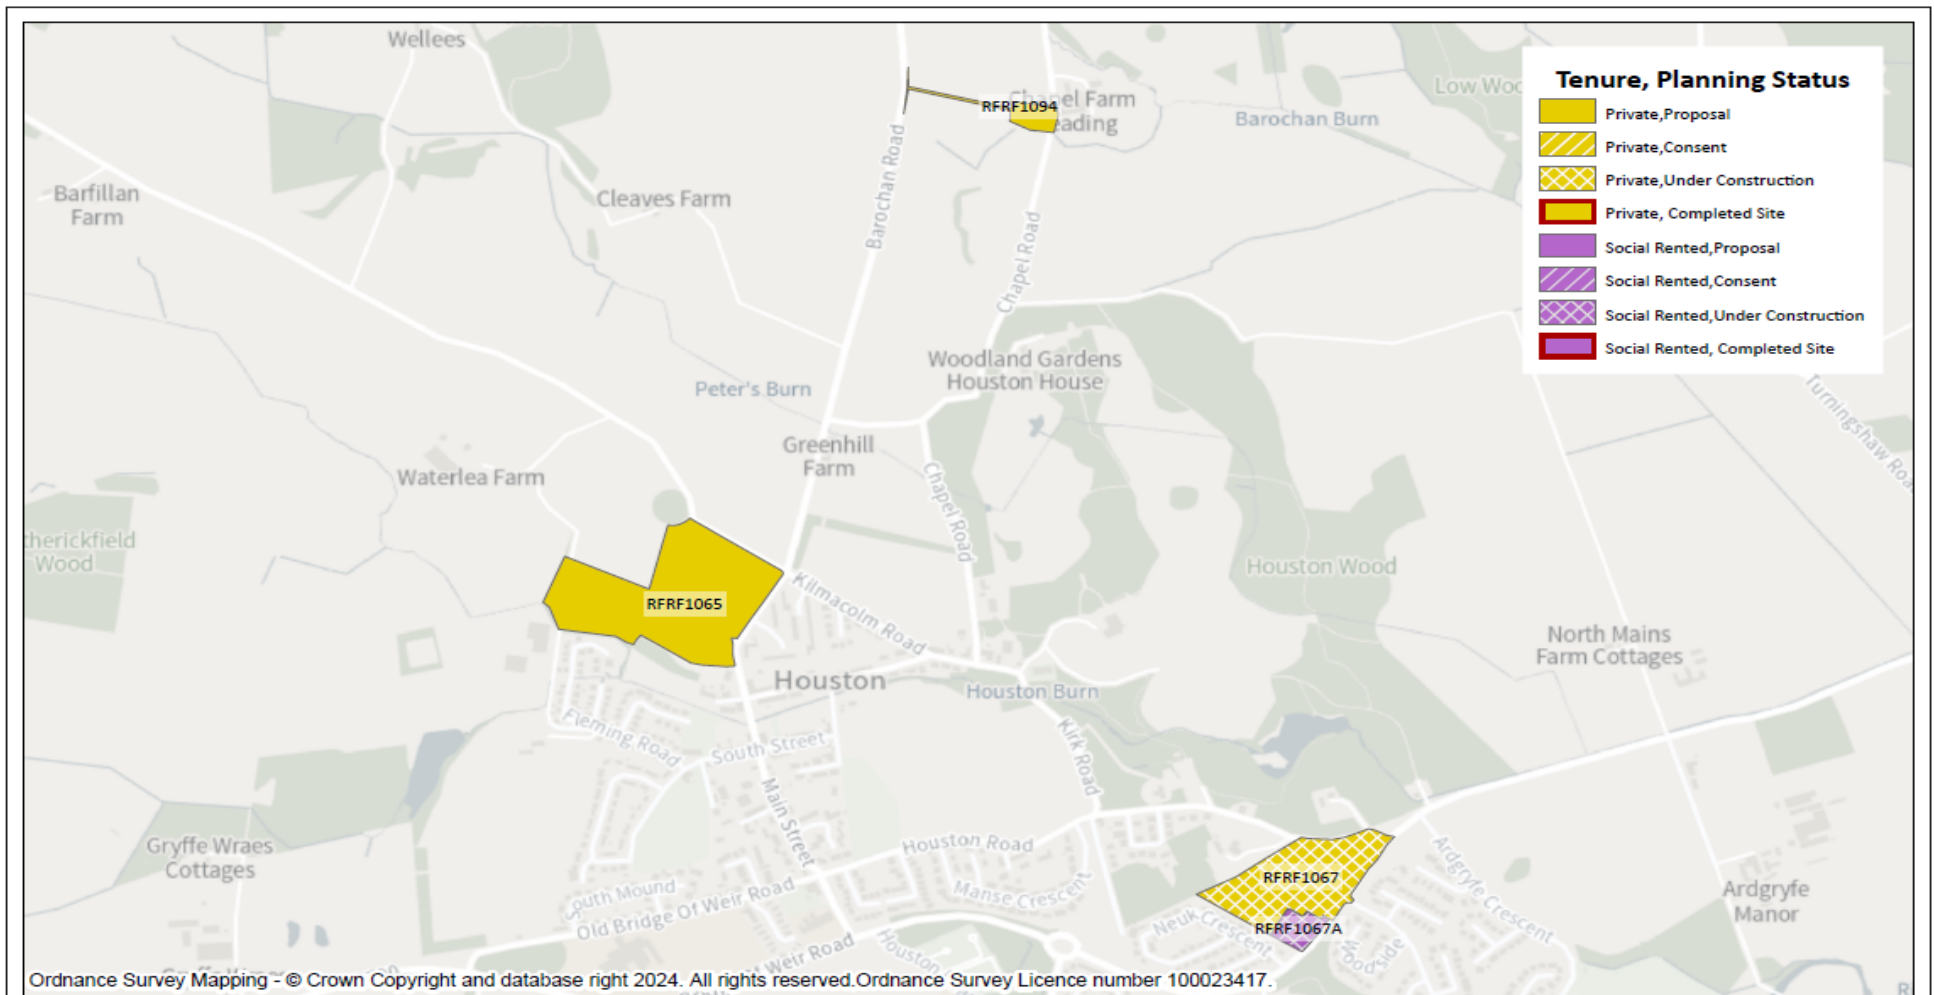 Wellees
Tenure, Planning Status
Private,Proposal
Private,Consent
Private,Under Construction
Private, Completed Site
Social Rented,Proposal
Social Rented,Consent
Social Rented,Under Construction
Social Rented, Completed Site
RFRF1094
Farm
Barochan Burn
Barochan Road
Barfillan
Farm
Cleaves Farm
Chapel Road
Woodland Gardens
Houston House
Peter's Burn
Greenhill
Farm
Waterlea Farm
Chapel Road
Wood
Houston Wood
RFRF1065
Kilmacolm Road
North Mains
Farm Cottages
Houston
Houston Burn
Kirk Road
Fleming Road
South Street
Main Street
Gryffe Wraes
Cottages
Houston Road
Manse Crescent
South Mound
Old Bridge Of Weir Road
Weir Road
Houston
RFRF1067
RFRF1067A
Neuk Crescent
Woodside
Ardgryfe Crescent
Ardgryfe
Manor
Ordnance Survey Mapping - © Crown Copyright and database right 2024. All rights reserved.Ordnance Survey Licence number 100023417.